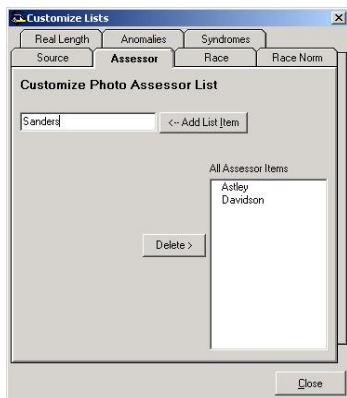 Customize Lists
Real Length Anomalies Syndromes
Source Assessor Race Race Norm
Customize Photo Assessor List
Sanders <-- Add List Item
All Assessor Items
Astley
Davidson
Delete >
Close